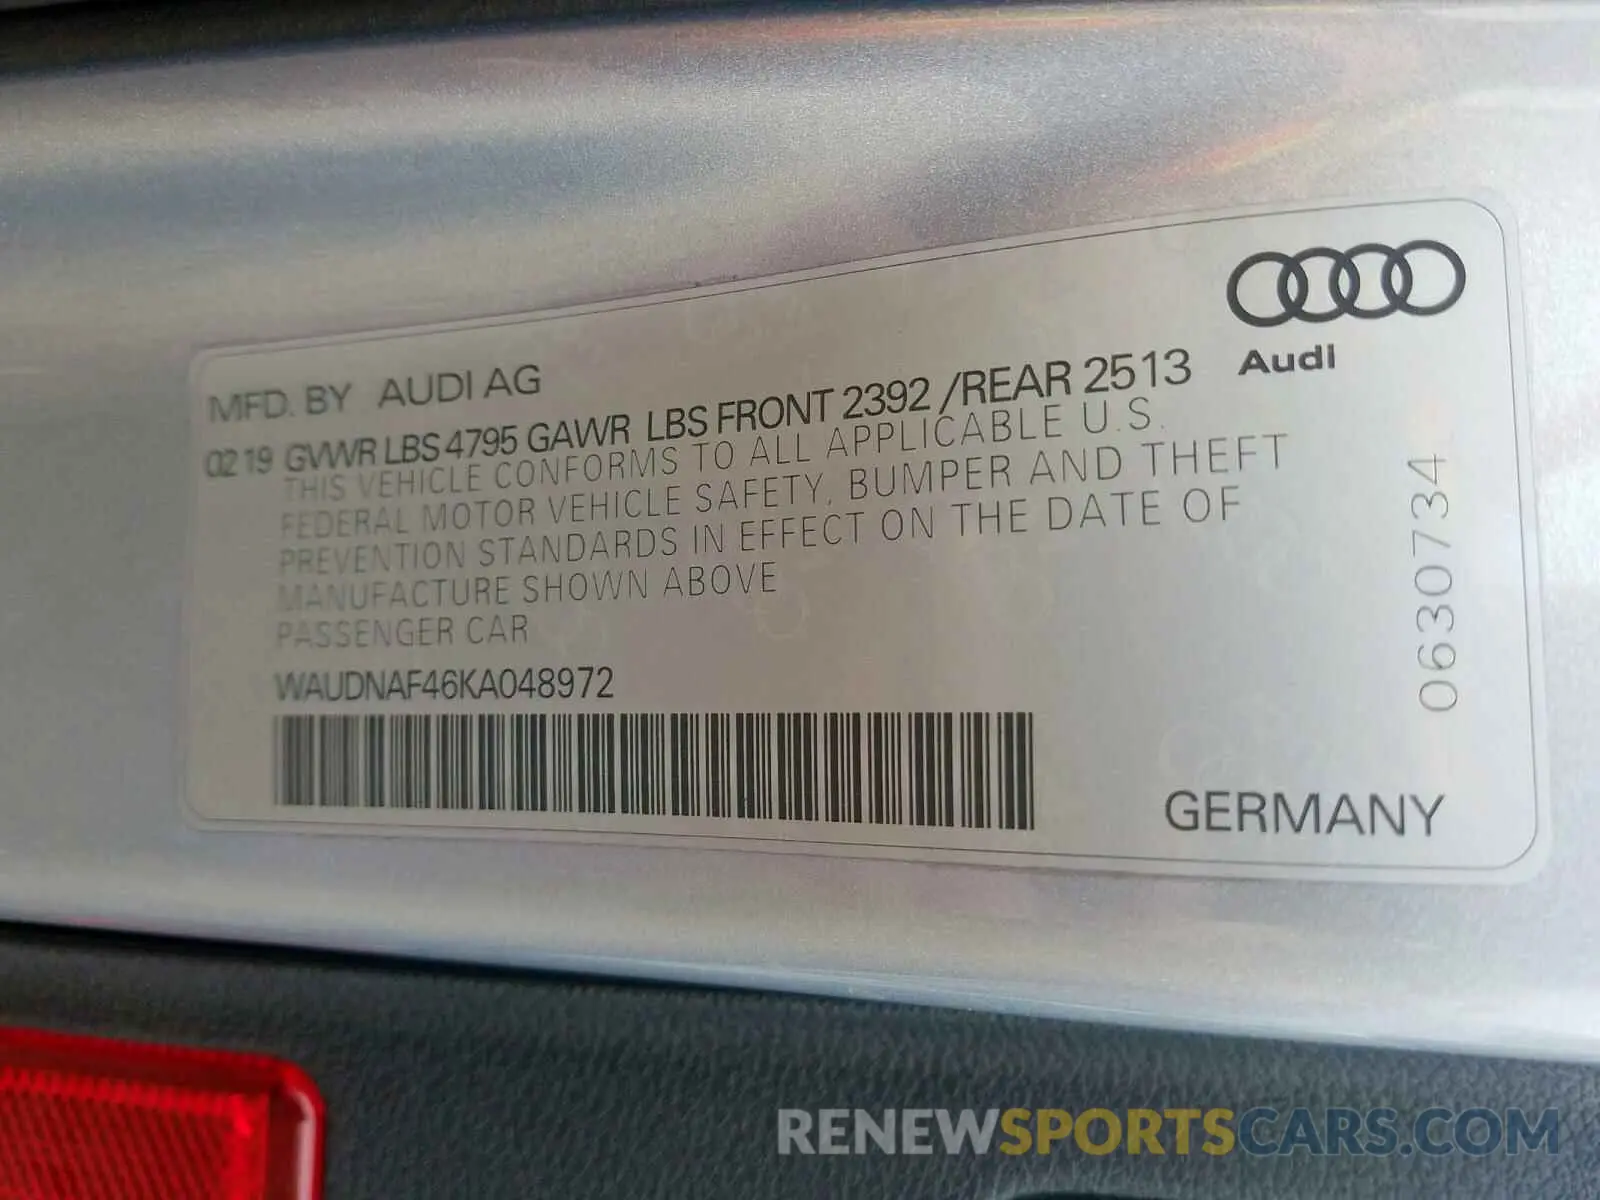 Audi
MFD. BY AUDI AG
02 19 GVWR LBS 4795 GAWR LBS FRONT 2392 /REAR 2513
THIS VEHICLE CONFORMS TO ALL APPLICABLE U.S.
FEDERAL MOTOR VEHICLE SAFETY, BUMPER AND THEFT
PREVENTION STANDARDS IN EFFECT ON THE DATE OF
MANUFACTURE SHOWN ABOVE
PASSENGER CAR
WAUDNAF46KA048972
0630734
GERMANY
RENEWSPORTSCARS.COM